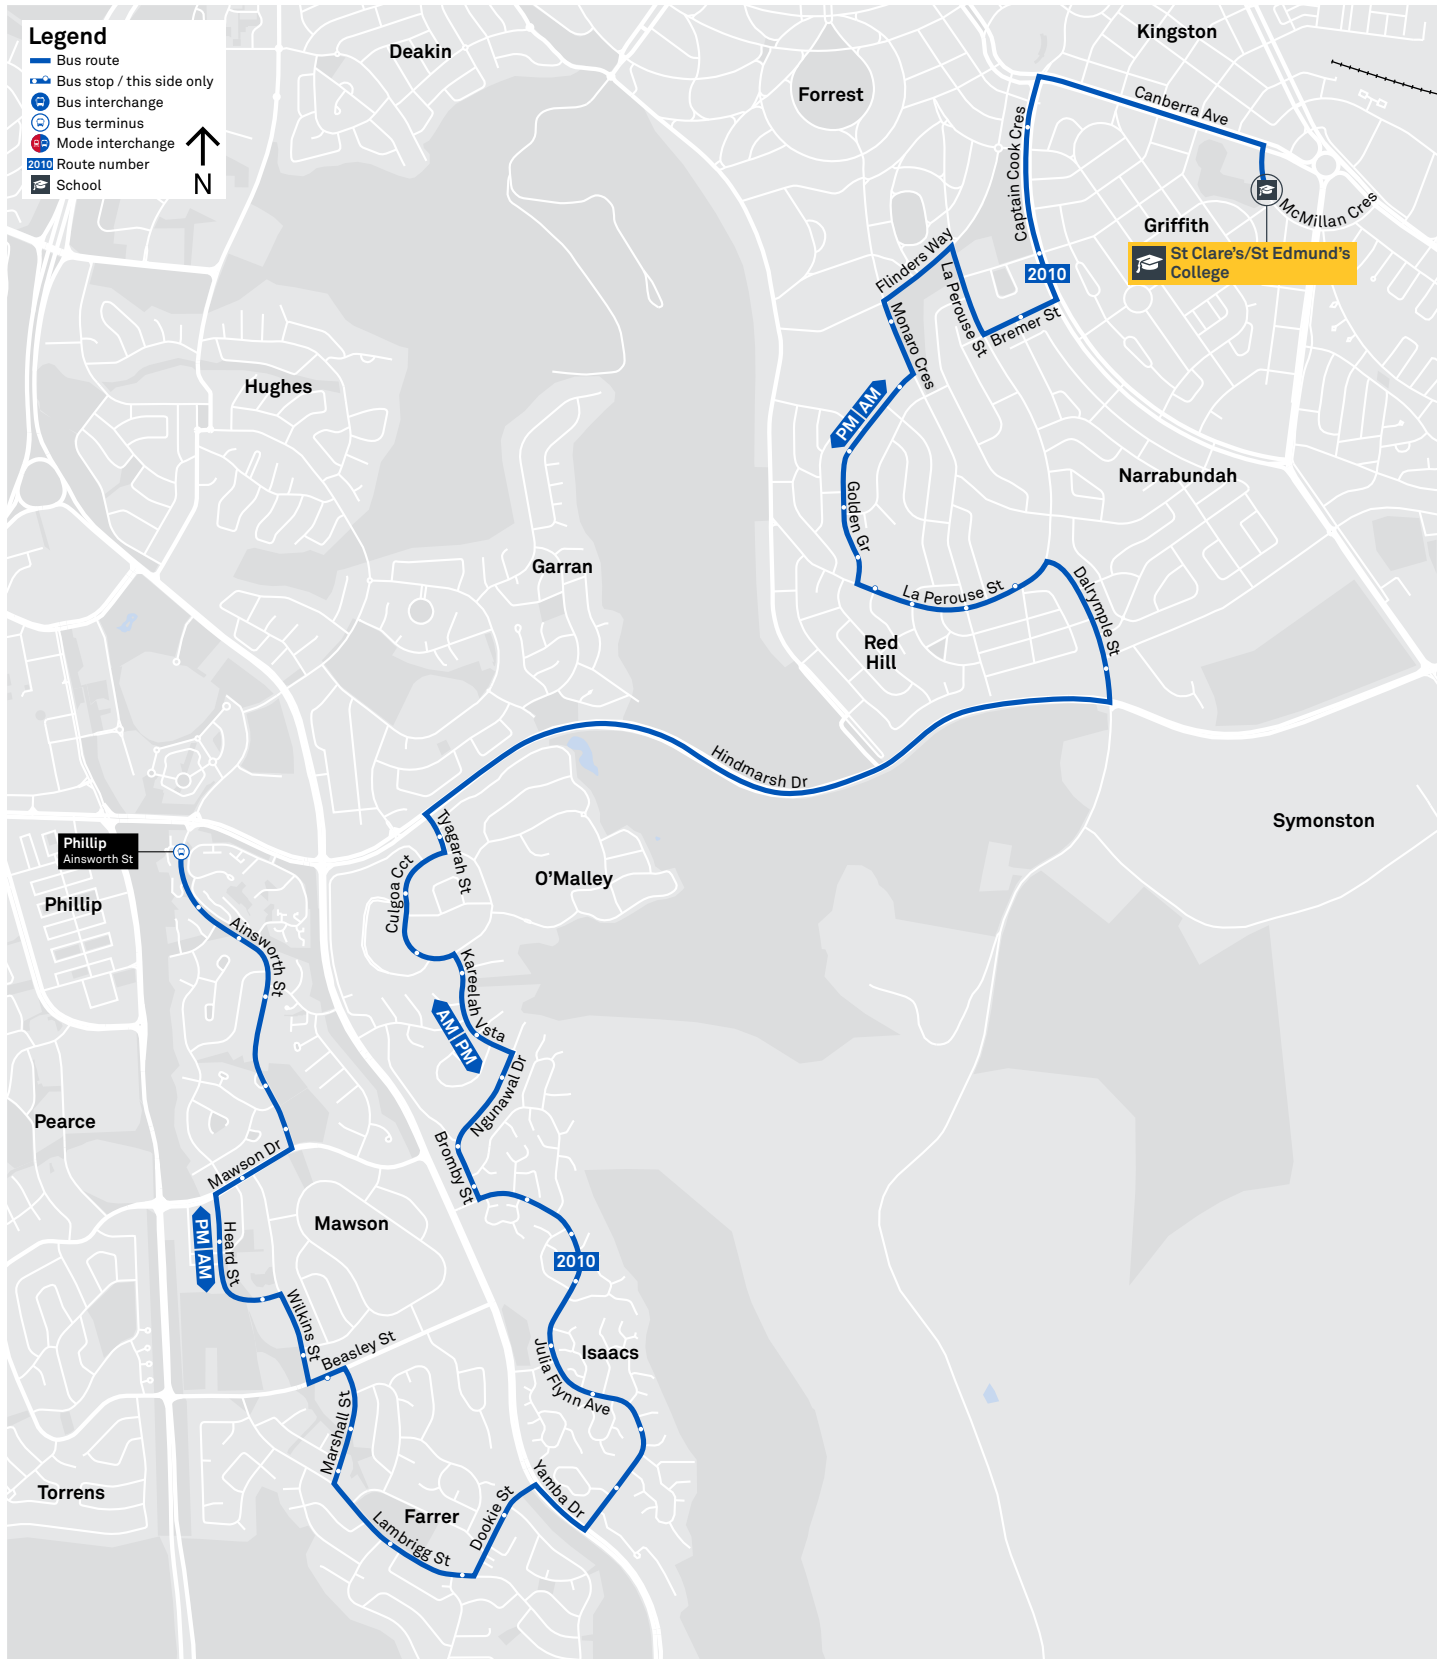 Legend
Bus route
Bus stop / this side only
Bus interchange
Bus terminus
Mode interchange
2010 Route number
School
N
Deakin
Kingston
Forrest
Canberra Ave
Captain Cook Cres
McMillan Cres
Griffith
St Clare's/St Edmund's
College
2010
Flinders Way
La Perouse St
Bremer St
Monaro Cres
PM AM
Hughes
Narrabundah
Golden Gr
Garran
La Perouse St
Dalrymple St
Red
Hill
Hindmarsh Dr
Symonston
Tyagarah St
Phillip
Ainsworth St
Culgoa Cct
O'Malley
Phillip
Ainsworth St
Kareelah Vsta
AM PM
Ngunawal Dr
Pearce
Bromby St
Mawson Dr
Mawson
PM AM
Heard St
2010
Wilkins St
Beasley St
Isaacs
Julia Flynn Ave
Marshall St
Torrens
Farrer
Lambrigg St
Dookie St
Yamba Dr